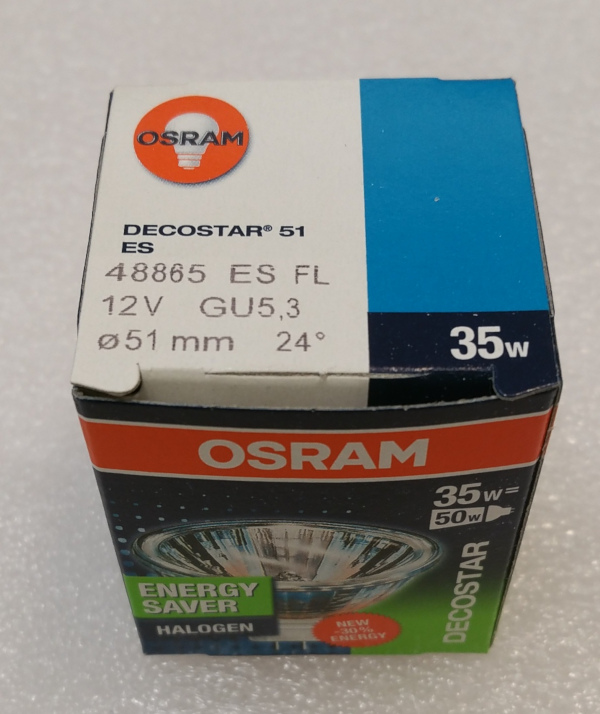 OSRAM
DECOSTAR® 51
ES
48865 ES FL
12V GU5,3
ø51 mm 24°
35W
OSRAM
35W=
50W
DECOSTAR
ENERGY
SAVER
HALOGEN
NEW
-30%
ENERGY